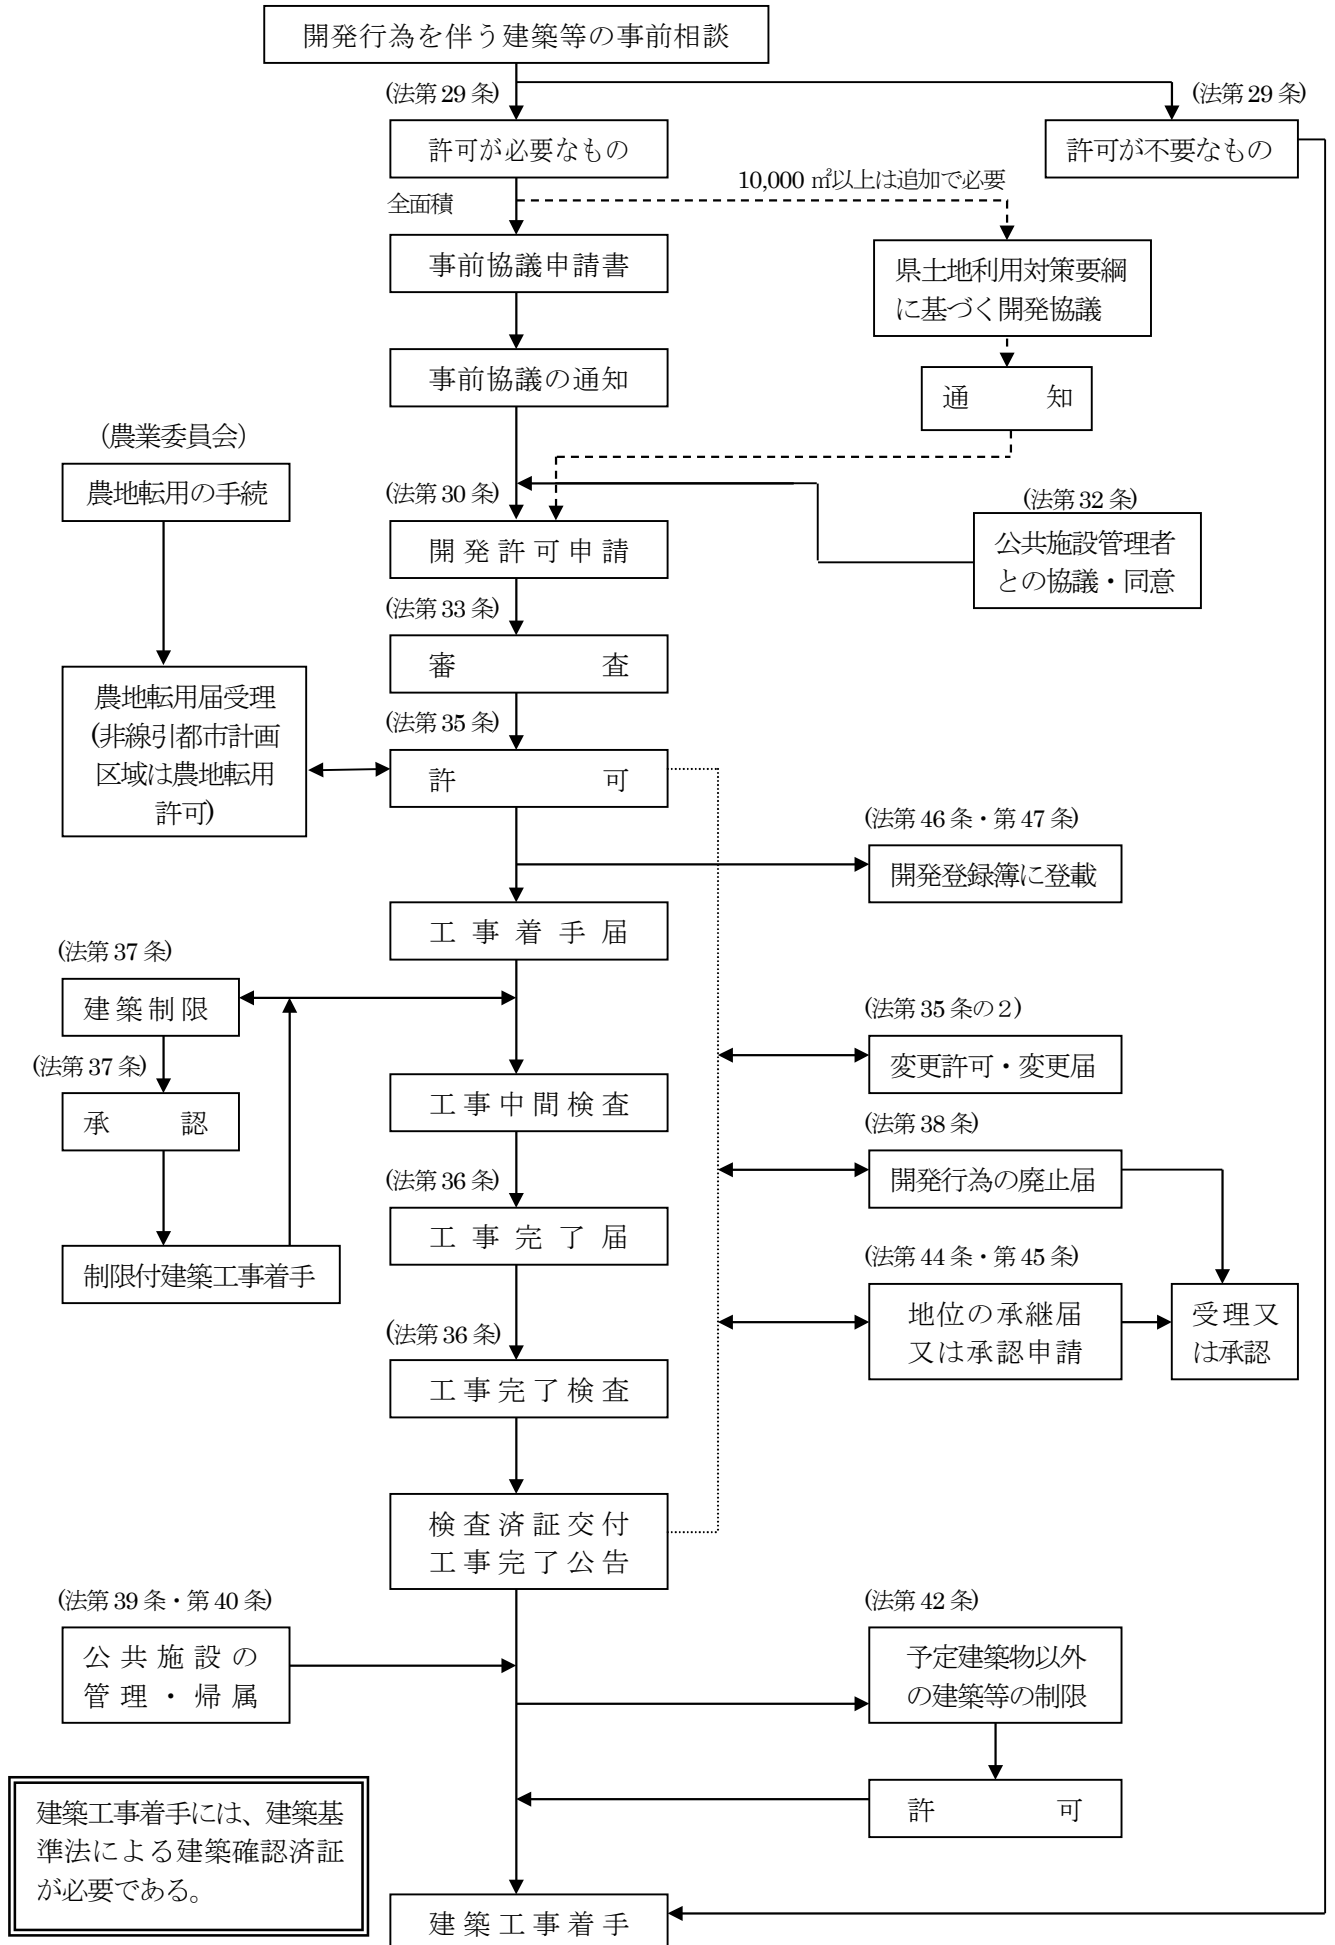 開発行為を伴う建築等の事前相談
(法第29条)
(法第29条)
許可が必要なもの
許可が不要なもの
全面積
10,000㎡以上は追加で必要
事前協議申請書
県土地利用対策要綱
に基づく開発協議
事前協議の通知
通　知
(農業委員会)
農地転用の手続
(法第30条)
(法第32条)
開発許可申請
公共施設管理者
との協議・同意
(法第33条)
審　査
農地転用届受理
(非線引都市計画
区域は農地転用
許可)
(法第35条)
許　可
(法第46条・第47条)
開発登録簿に登載
工事着手届
(法第37条)
建築制限
(法第37条)
承　認
制限付建築工事着手
(法第35条の2)
変更許可・変更届
工事中間検査
(法第38条)
開発行為の廃止届
(法第36条)
工事完了届
(法第44条・第45条)
地位の承継届
又は承認申請
受理又
は承認
(法第36条)
工事完了検査
検査済証交付
工事完了公告
(法第39条・第40条)
公共施設の
管理・帰属
(法第42条)
予定建築物以外
の建築等の制限
許　可
建築工事着手には、建築基
準法による建築確認済証
が必要である。
建築工事着手